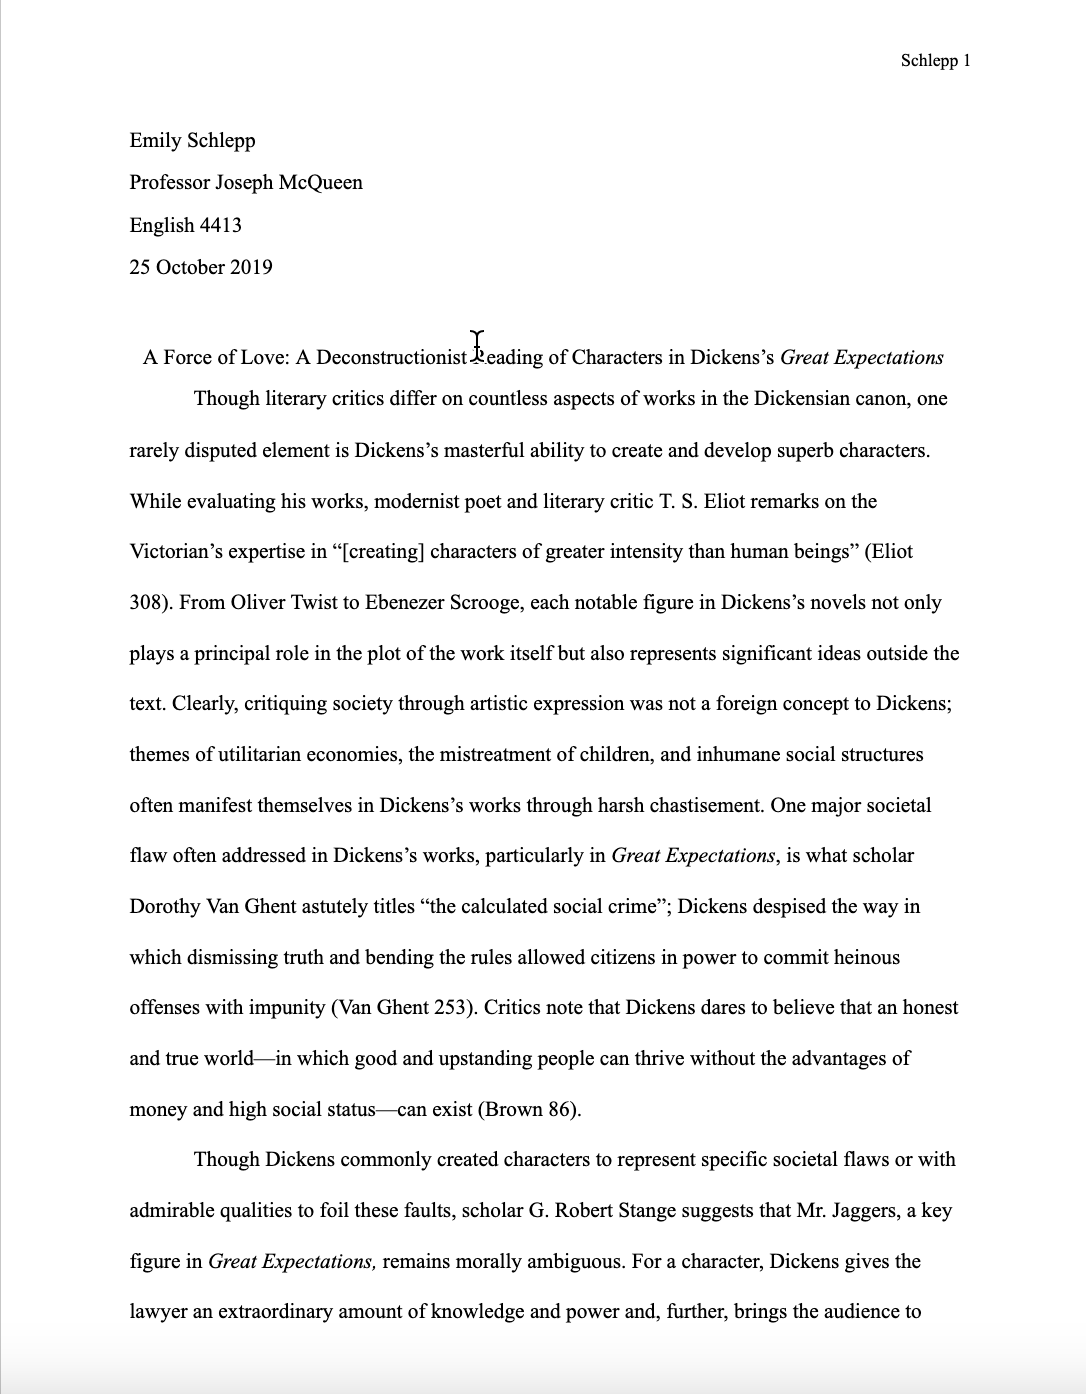 Schlepp 1
Emily Schlepp
Professor Joseph McQueen
English 4413
25 October 2019
A Force of Love: A Deconstructionist Reading of Characters in Dickens’s Great Expectations
Though literary critics differ on countless aspects of works in the Dickensian canon, one
rarely disputed element is Dickens’s masterful ability to create and develop superb characters.
While evaluating his works, modernist poet and literary critic T. S. Eliot remarks on the
Victorian’s expertise in “[creating] characters of greater intensity than human beings” (Eliot
308). From Oliver Twist to Ebenezer Scrooge, each notable figure in Dickens’s novels not only
plays a principal role in the plot of the work itself but also represents significant ideas outside the
text. Clearly, critiquing society through artistic expression was not a foreign concept to Dickens;
themes of utilitarian economies, the mistreatment of children, and inhumane social structures
often manifest themselves in Dickens’s works through harsh chastisement. One major societal
flaw often addressed in Dickens’s works, particularly in Great Expectations, is what scholar
Dorothy Van Ghent astutely titles “the calculated social crime”; Dickens despised the way in
which dismissing truth and bending the rules allowed citizens in power to commit heinous
offenses with impunity (Van Ghent 253). Critics note that Dickens dares to believe that an honest
and true world—in which good and upstanding people can thrive without the advantages of
money and high social status—can exist (Brown 86).
Though Dickens commonly created characters to represent specific societal flaws or with
admirable qualities to foil these faults, scholar G. Robert Stange suggests that Mr. Jaggers, a key
figure in Great Expectations, remains morally ambiguous. For a character, Dickens gives the
lawyer an extraordinary amount of knowledge and power and, further, brings the audience to